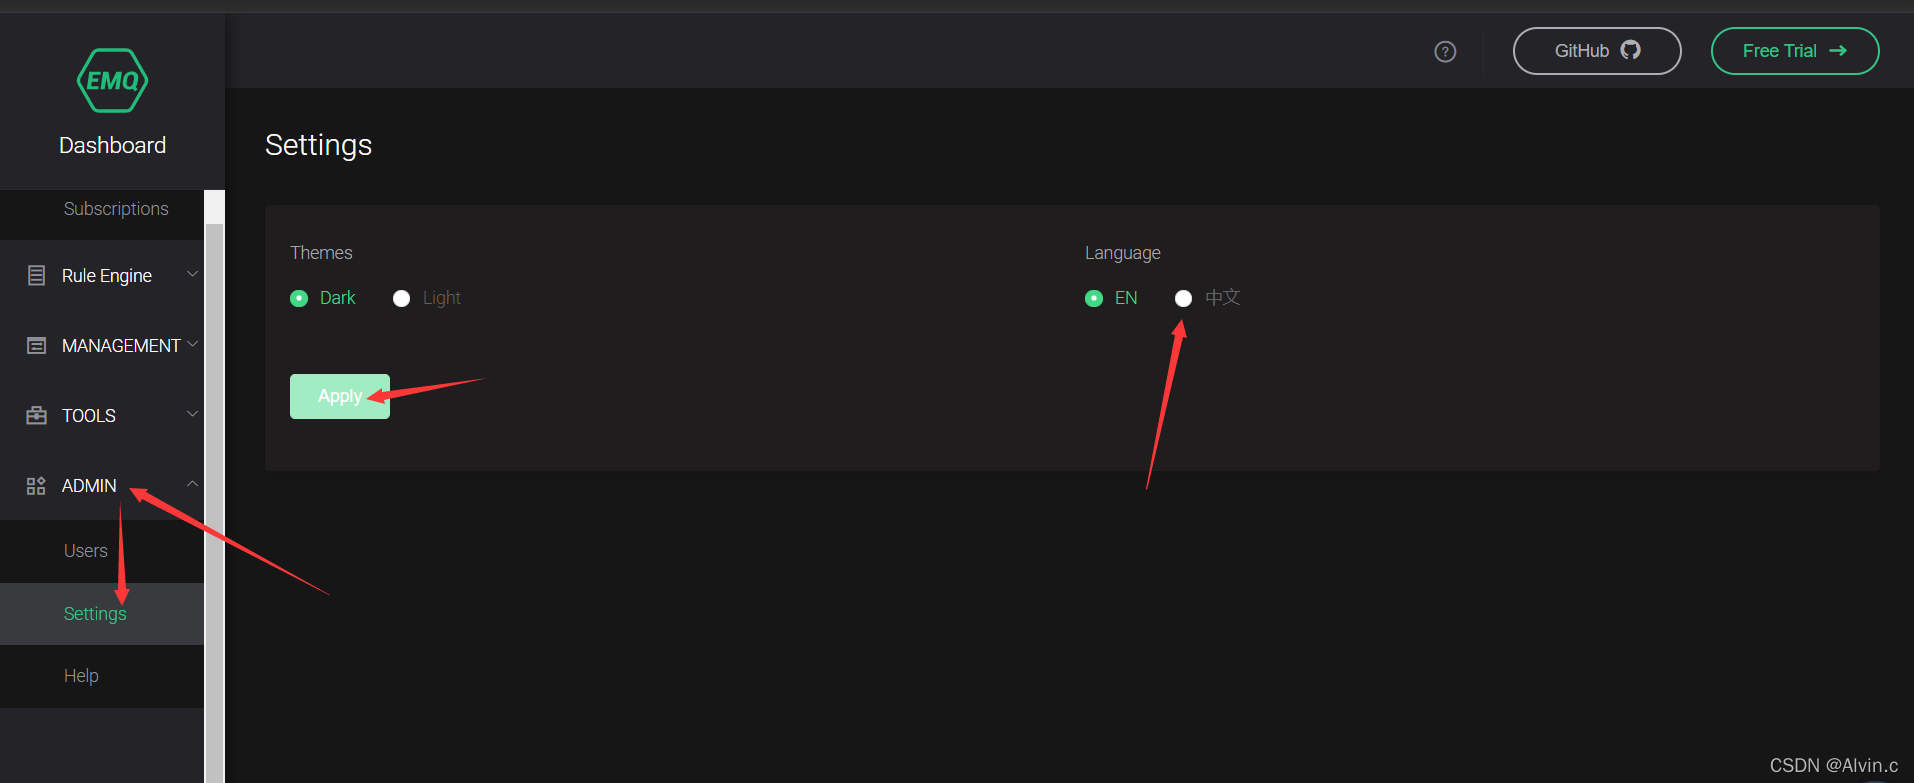 GitHub
Free Trial
EMQ
Dashboard
Subscriptions
Rule Engine
MANAGEMENT
TOOLS
ADMIN
Users
Settings
Help
Settings
Themes
Dark
Light
Language
EN
中文
Apply
CSDN @Alvin.c